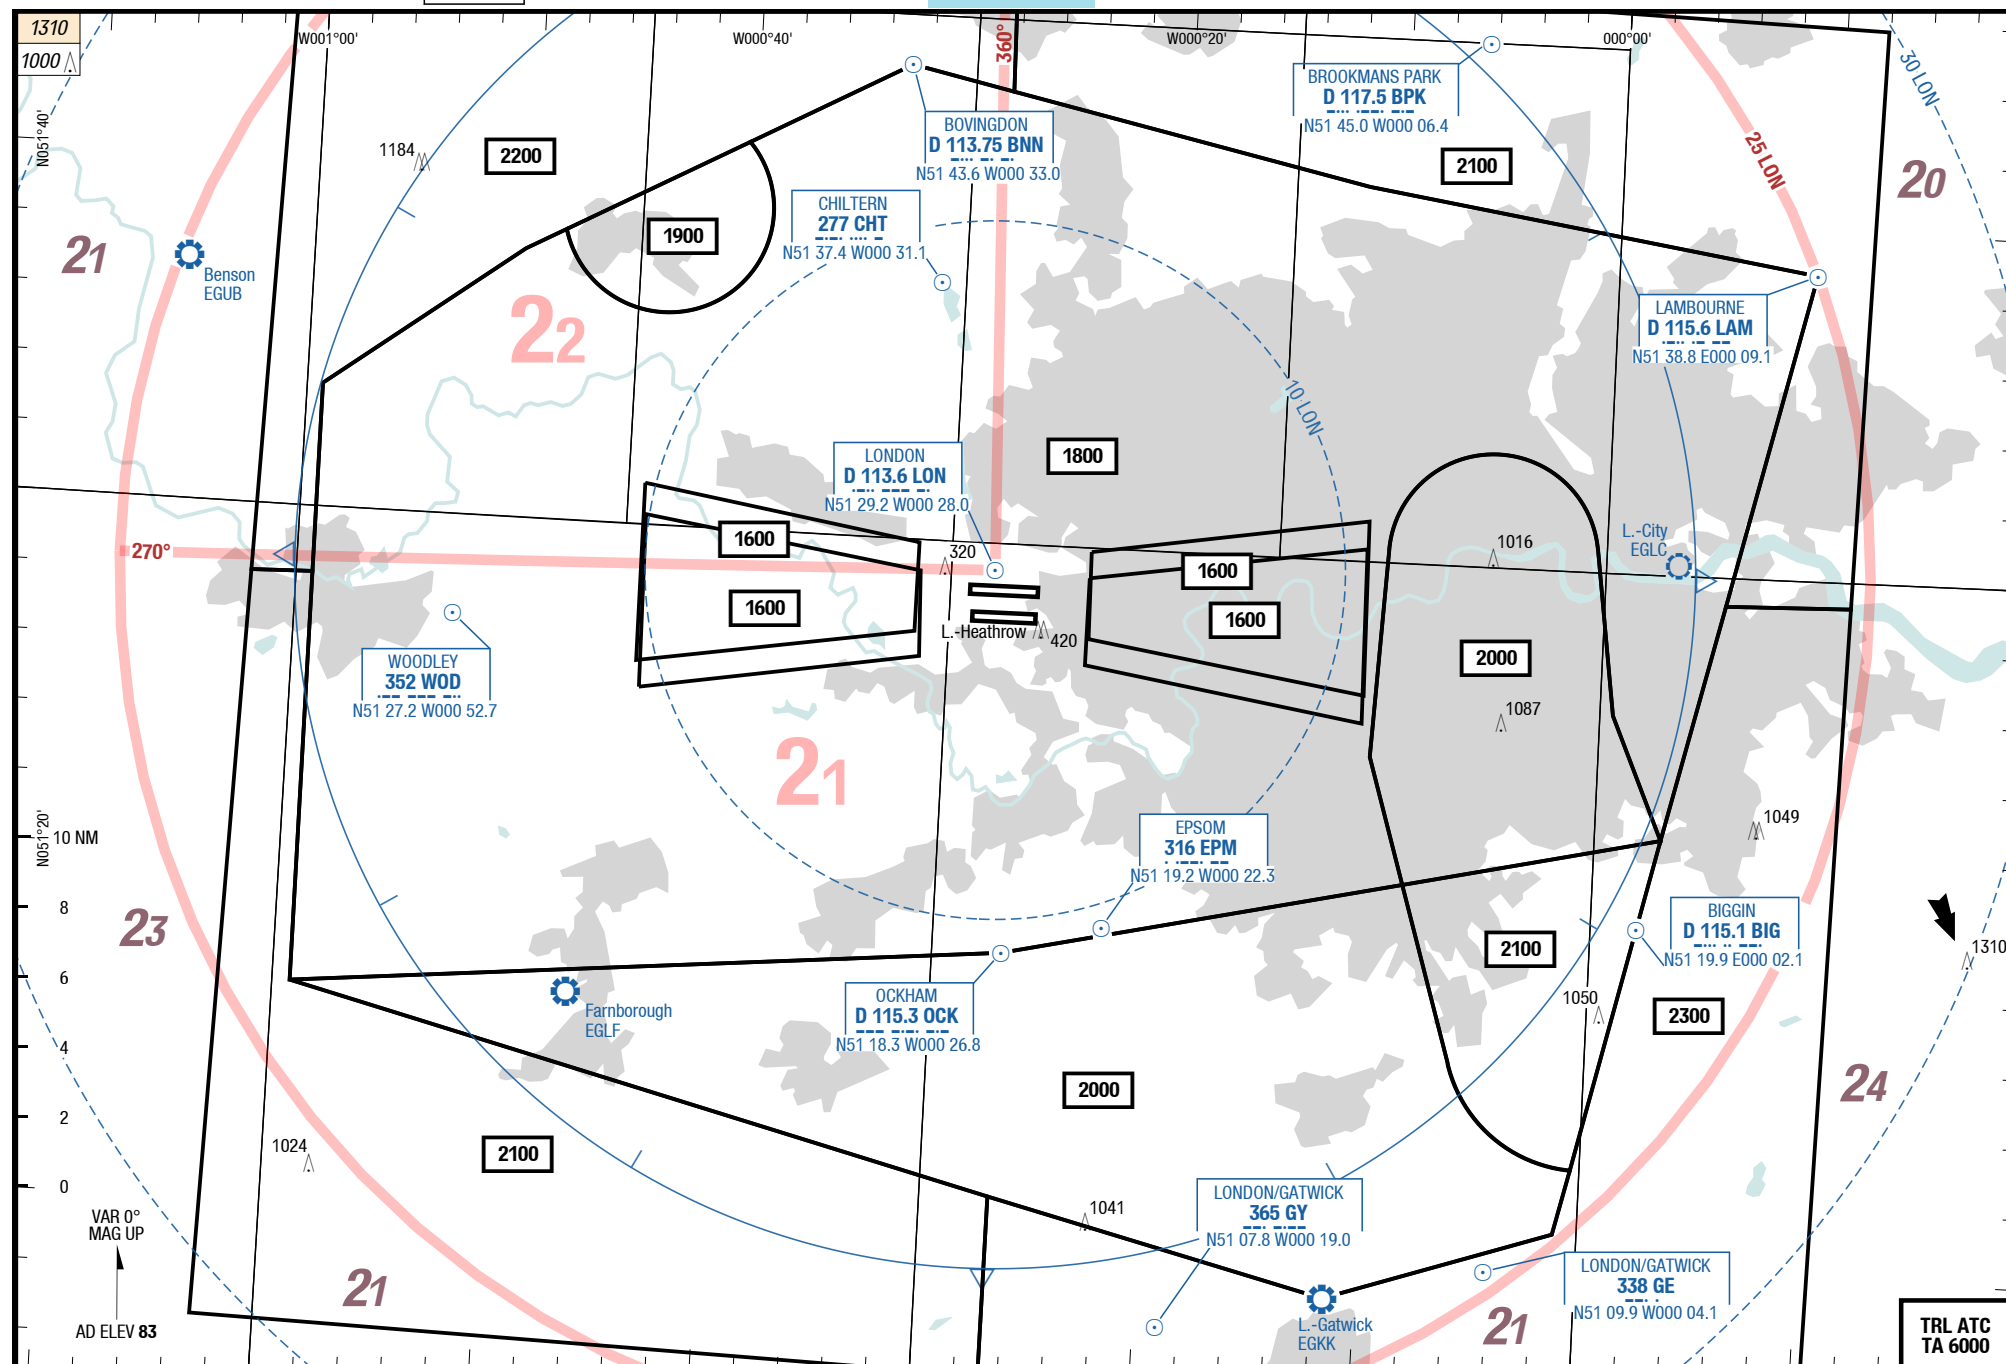 1310
1000
W001°00'
W000°40'
360°
W000°20'
000°00'
30 LON
N051°40'
1184
2200
BOVINGDON
D 113.75 BNN
N51 43.6 W000 33.0
BROOKMANS PARK
D 117.5 BPK
N51 45.0 W000 06.4
2100
25 LON
20
21
Benson
EGUB
1900
CHILTERN
277 CHT
N51 37.4 W000 31.1
22
LAMBOURNE
D 115.6 LAM
N51 38.8 E000 09.1
10 LON
1800
LONDON
D 113.6 LON
N51 29.2 W000 28.0
270°
1600
1600
320
L.-Heathrow
420
1600
1600
1016
L.-City
EGLC
2000
1087
WOODLEY
352 WOD
N51 27.2 W000 52.7
21
N051°20'
10 NM
8
6
4
2
0
EPSOM
316 EPM
N51 19.2 W000 22.3
1049
23
BIGGIN
D 115.1 BIG
N51 19.9 E000 02.1
1310
2100
1050
2300
Farnborough
EGLF
OCKHAM
D 115.3 OCK
N51 18.3 W000 26.8
2000
24
1024
2100
1041
LONDON/GATWICK
365 GY
N51 07.8 W000 19.0
VAR 0°
MAG UP
AD ELEV 83
21
L.-Gatwick
EGKK
21
LONDON/GATWICK
338 GE
N51 09.9 W000 04.1
TRL ATC
TA 6000